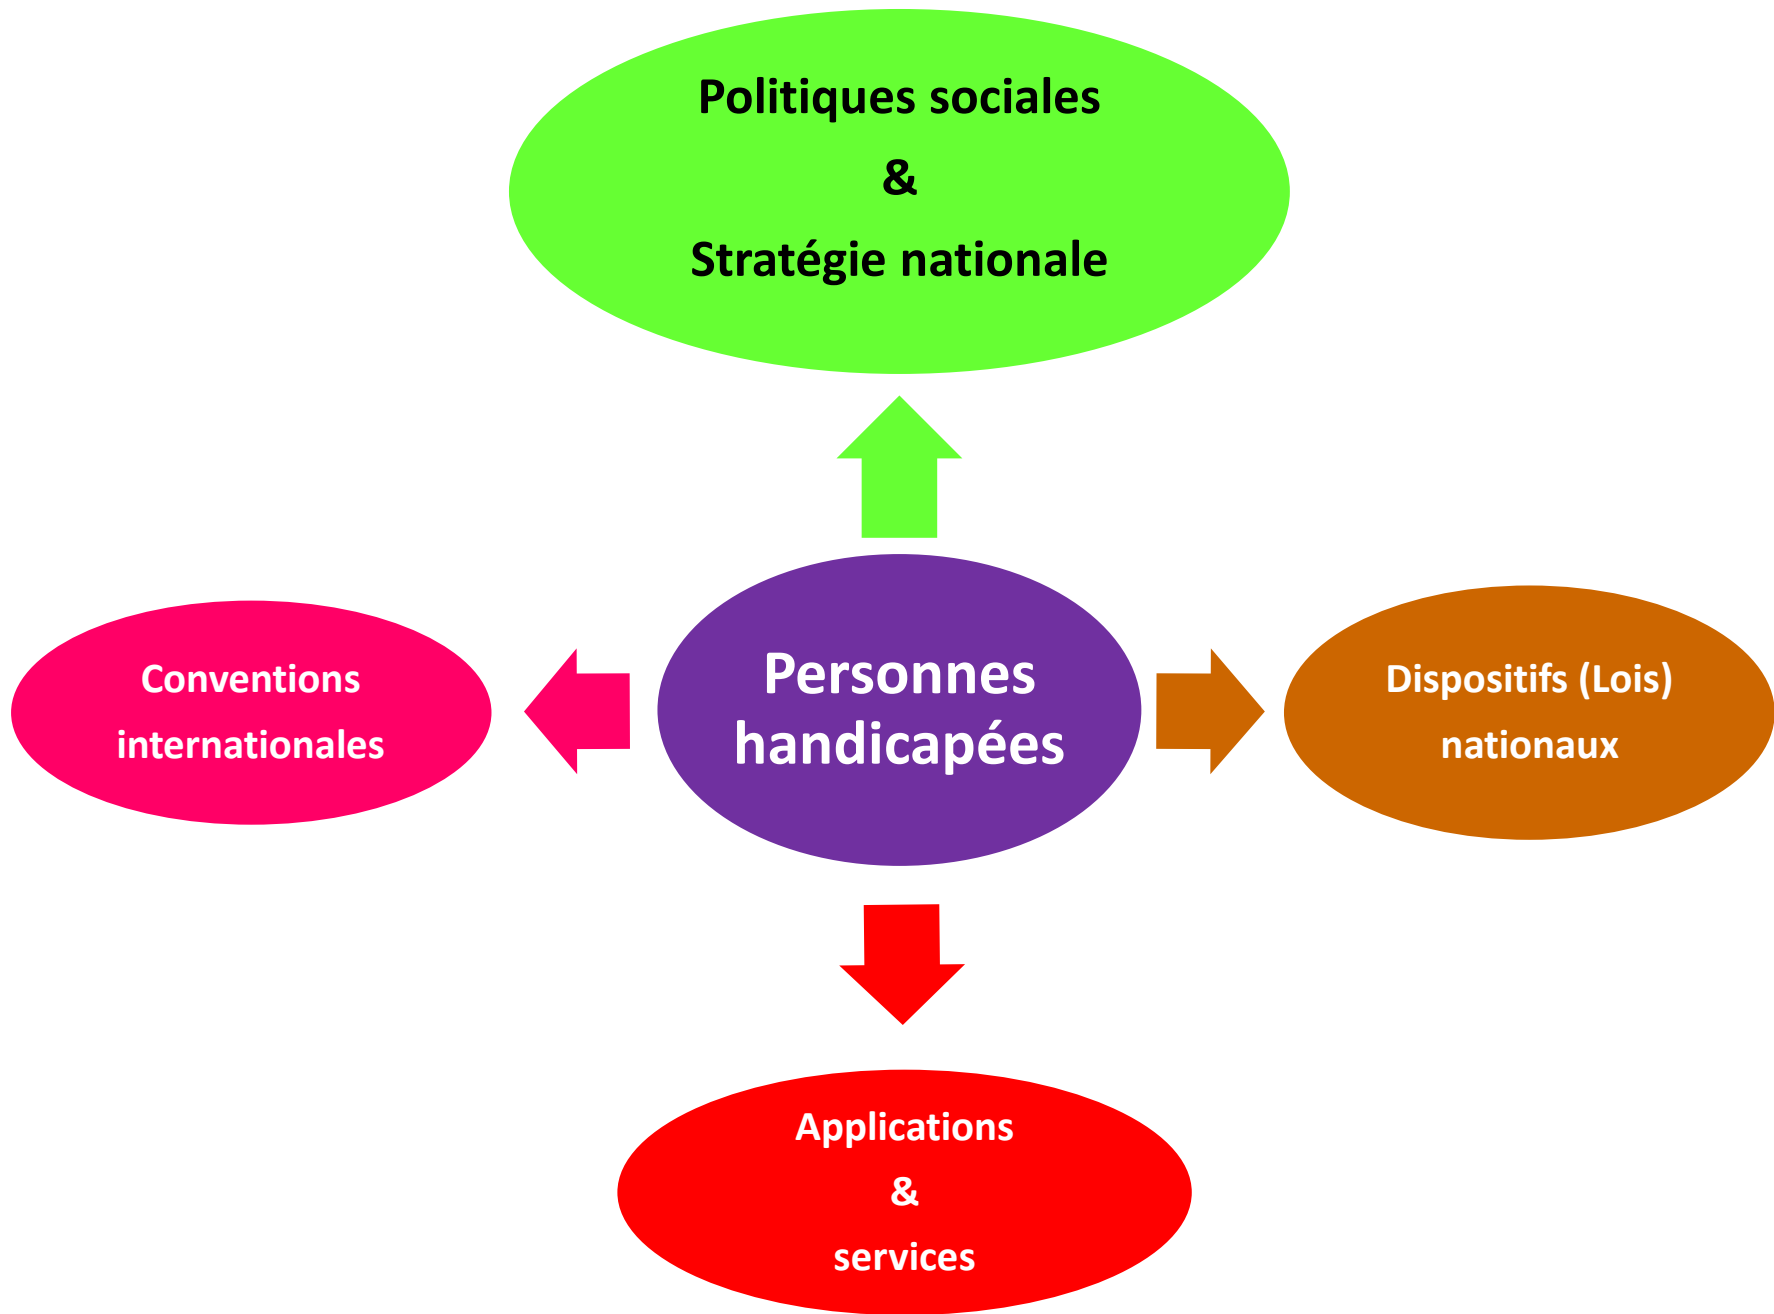 Politiques sociales
&
Stratégie nationale
Conventions
internationales
Personnes
handicapées
Dispositifs (Lois)
nationaux
Applications
&
services